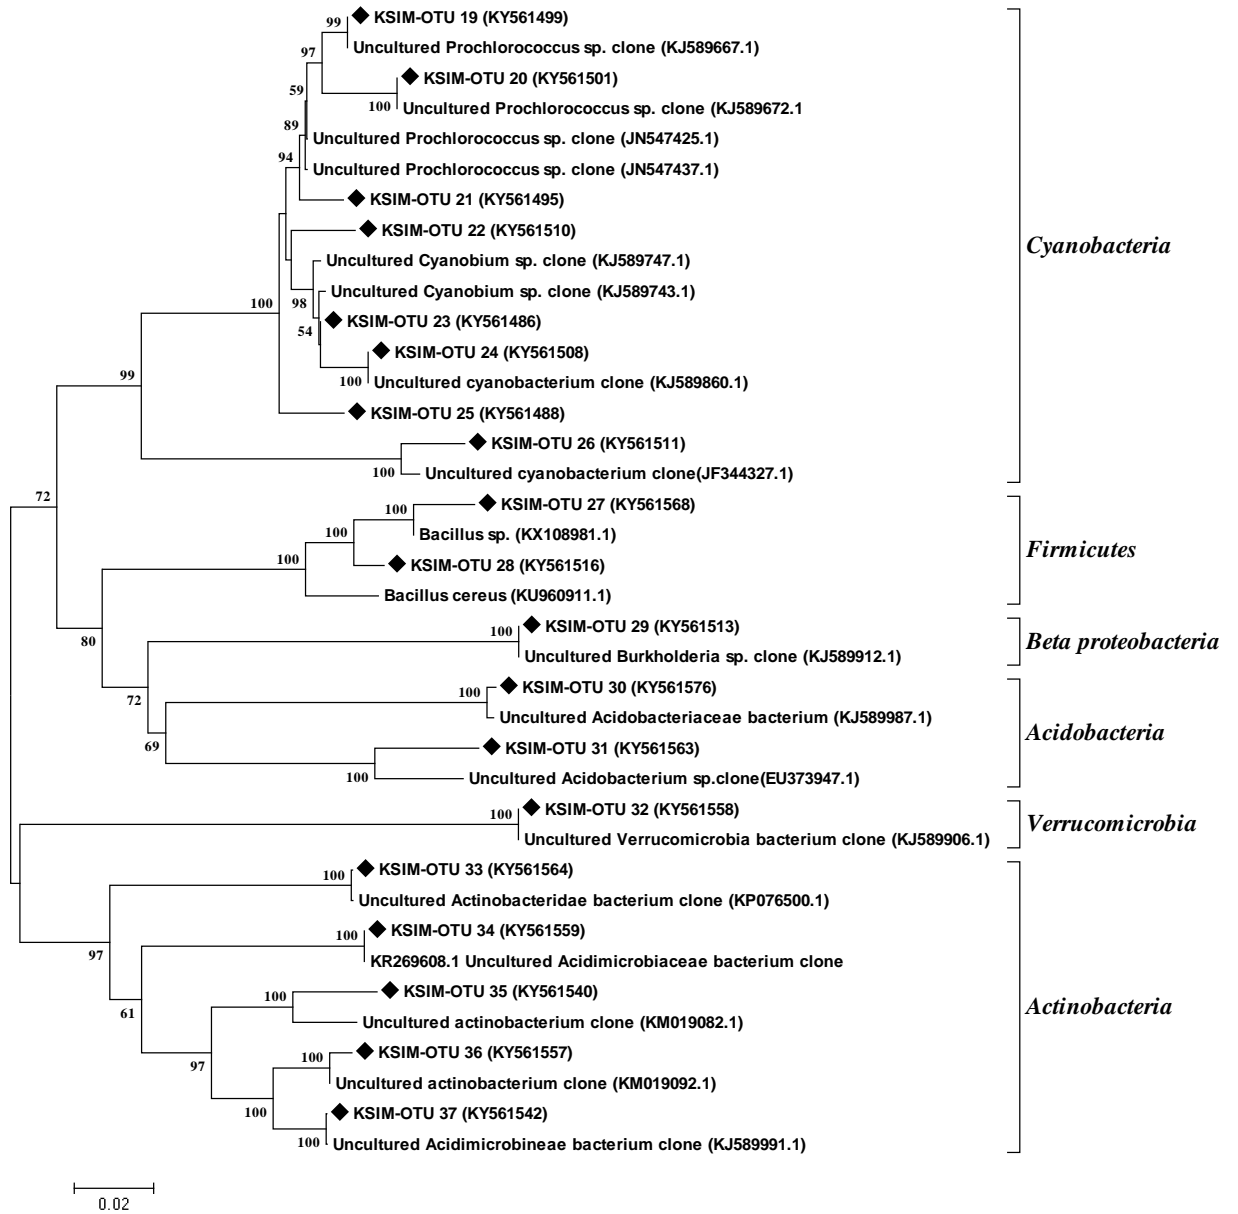 99
KSIM-OTU 19 (KY561499)
Uncultured Prochlorococcus sp. clone (KJ589667.1)
97
KSIM-OTU 20 (KY561501)
100
Uncultured Prochlorococcus sp. clone (KJ589672.1
59
89
Uncultured Prochlorococcus sp. clone (JN547425.1)
94
Uncultured Prochlorococcus sp. clone (JN547437.1)
KSIM-OTU 21 (KY561495)
KSIM-OTU 22 (KY561510)
Cyanobacteria
Uncultured Cyanobium sp. clone (KJ589747.1)
Uncultured Cyanobium sp. clone (KJ589743.1)
100
98
KSIM-OTU 23 (KY561486)
54
KSIM-OTU 24 (KY561508)
100
Uncultured cyanobacterium clone (KJ589860.1)
99
KSIM-OTU 25 (KY561488)
KSIM-OTU 26 (KY561511)
100
Uncultured cyanobacterium clone(JF344327.1)
72
KSIM-OTU 27 (KY561568)
100
Bacillus sp. (KX108981.1)
100
Firmicutes
KSIM-OTU 28 (KY561516)
100
Bacillus cereus (KU960911.1)
80
KSIM-OTU 29 (KY561513)
100
Beta proteobacteria
Uncultured Burkholderia sp. clone (KJ589912.1)
72
KSIM-OTU 30 (KY561576)
100
Uncultured Acidobacteriaceae bacterium (KJ589987.1)
Acidobacteria
69
KSIM-OTU 31 (KY561563)
100
Uncultured Acidobacterium sp.clone(EU373947.1)
KSIM-OTU 32 (KY561558)
100
Verrucomicrobia
Uncultured Verrucomicrobia bacterium clone (KJ589906.1)
KSIM-OTU 33 (KY561564)
100
Uncultured Actinobacteridae bacterium clone (KP076500.1)
97
KSIM-OTU 34 (KY561559)
100
KR269608.1 Uncultured Acidimicrobiaceae bacterium clone
61
KSIM-OTU 35 (KY561540)
100
Actinobacteria
Uncultured actinobacterium clone (KM019082.1)
97
KSIM-OTU 36 (KY561557)
100
Uncultured actinobacterium clone (KM019092.1)
100
KSIM-OTU 37 (KY561542)
100
Uncultured Acidimicrobineae bacterium clone (KJ589991.1)
0.02